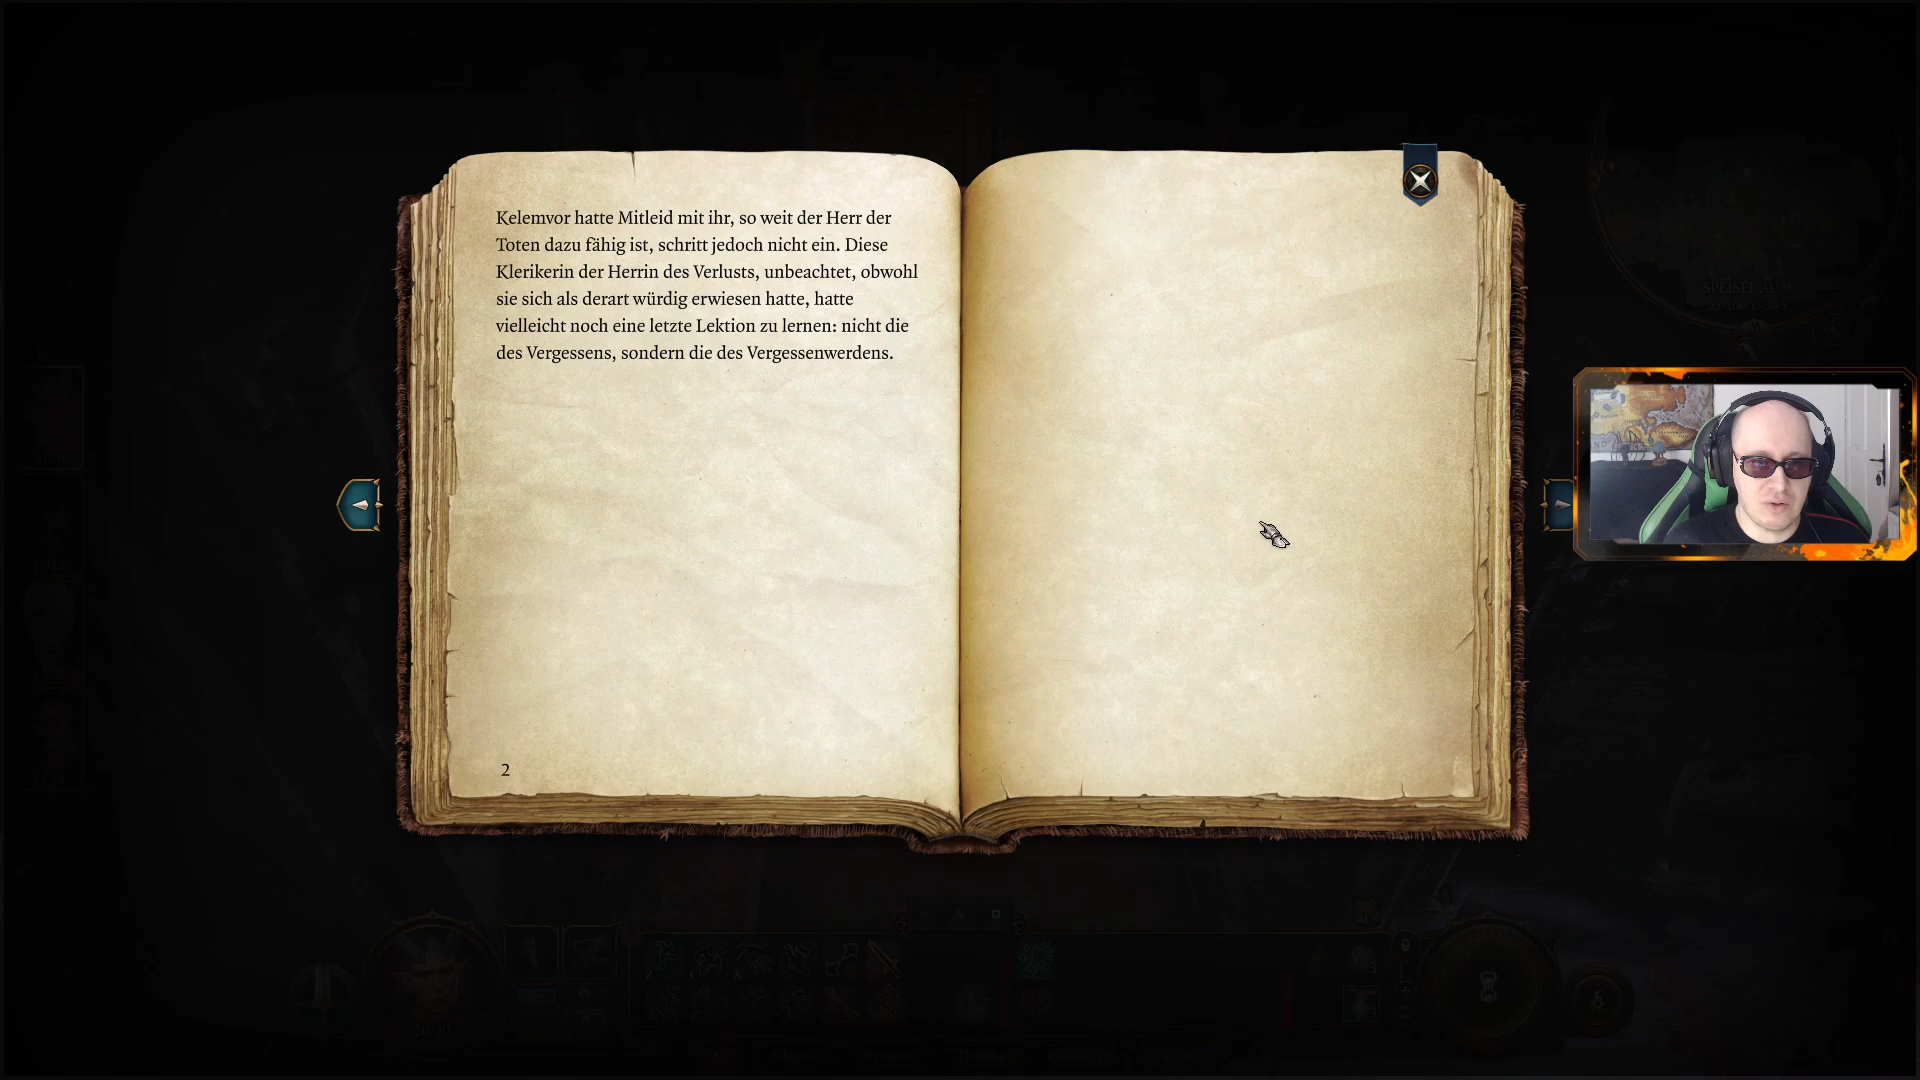 Kelemvor hatte Mitleid mit ihr, so weit der Herr der
Toten dazu fähig ist, schritt jedoch nicht ein. Diese
Klerikerin der Herrin des Verlusts, unbeachtet, obwohl
sie sich als derart würdig erwiesen hatte, hatte
vielleicht noch eine letzte Lektion zu lernen: nicht die
des Vergessens, sondern die des Vergessenwerdens.
2
SPEISERAUM